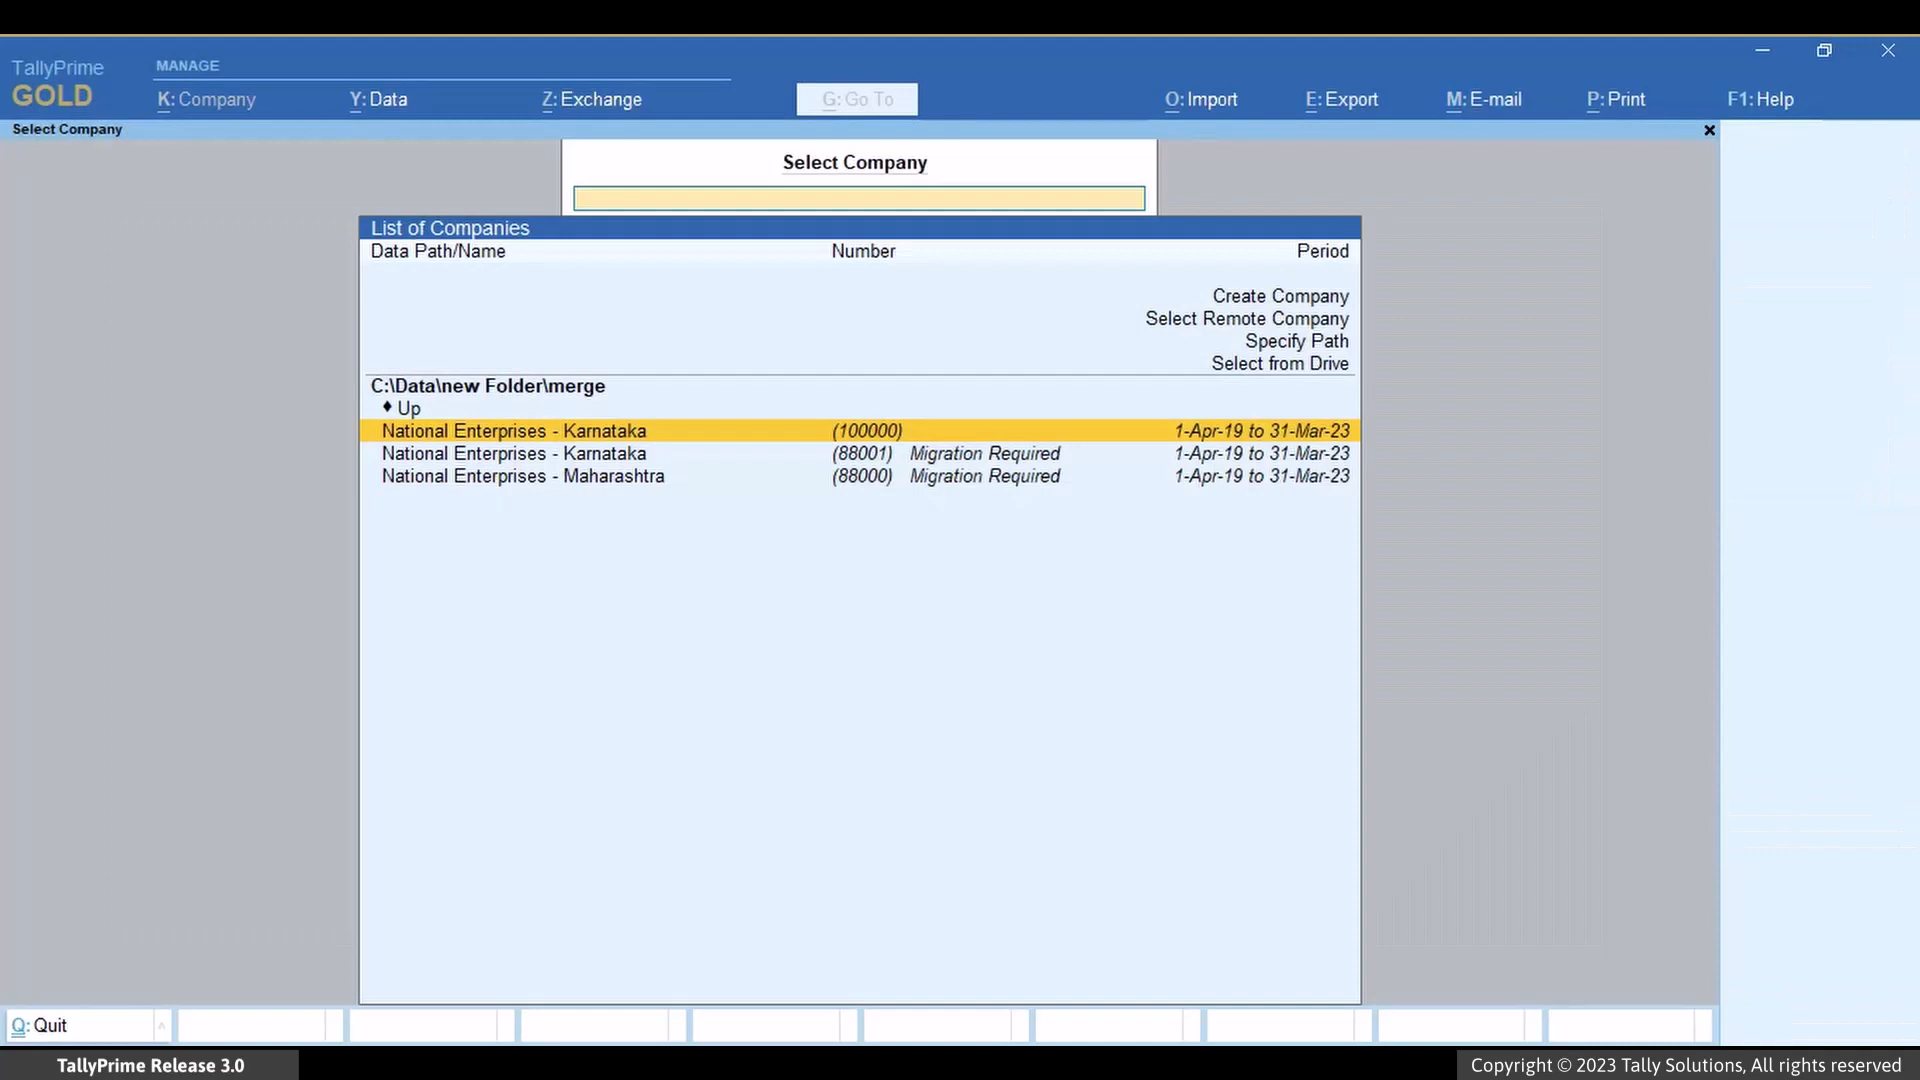 TallyPrime
GOLD
MANAGE
K: Company
Y: Data
Z: Exchange
G: Go To
O: Import
E: Export
M: E-mail
P: Print
F1: Help
Select Company
Select Company
List of Companies
Data Path/Name Number Period
Create Company
Select Remote Company
Specify Path
Select from Drive
C:\Data\new Folder\merge
♦ Up
National Enterprises - Karnataka (100000) 1-Apr-19 to 31-Mar-23
National Enterprises - Karnataka (88001) Migration Required 1-Apr-19 to 31-Mar-23
National Enterprises - Maharashtra (88000) Migration Required 1-Apr-19 to 31-Mar-23
Q: Quit
TallyPrime Release 3.0
Copyright © 2023 Tally Solutions, All rights reserved